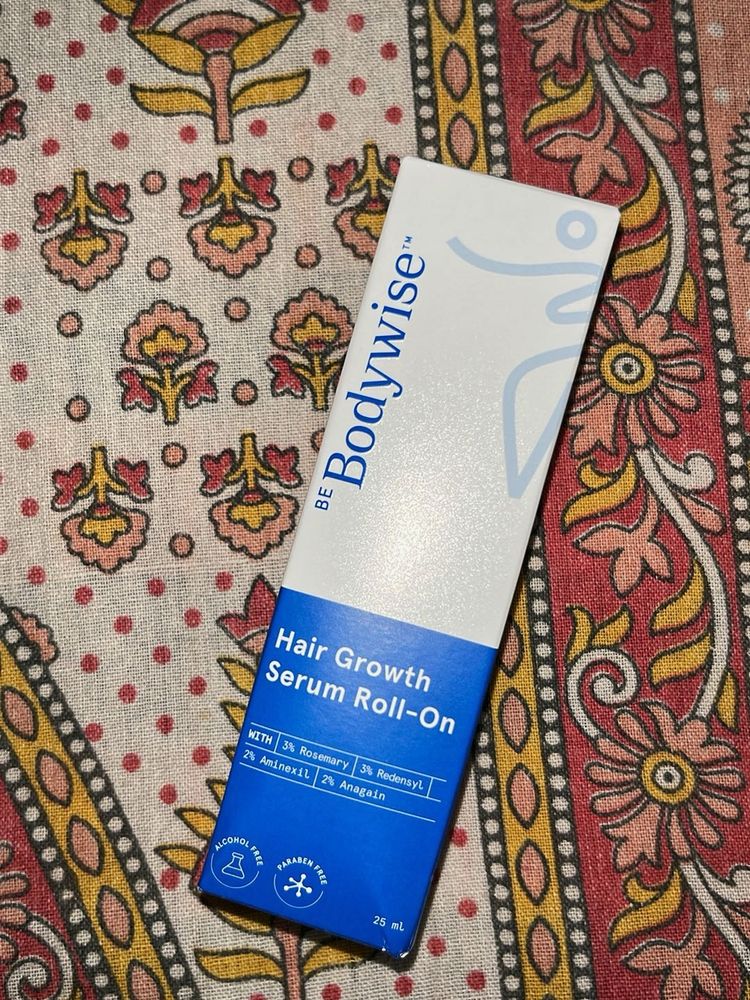 BE Bodywise™
Hair Growth
Serum Roll-On
WITH 3% Rosemary 3% Redensyl
2% Aminexil 2% Anagain
ALCOHOL FREE
PARABEN FREE
25 ml